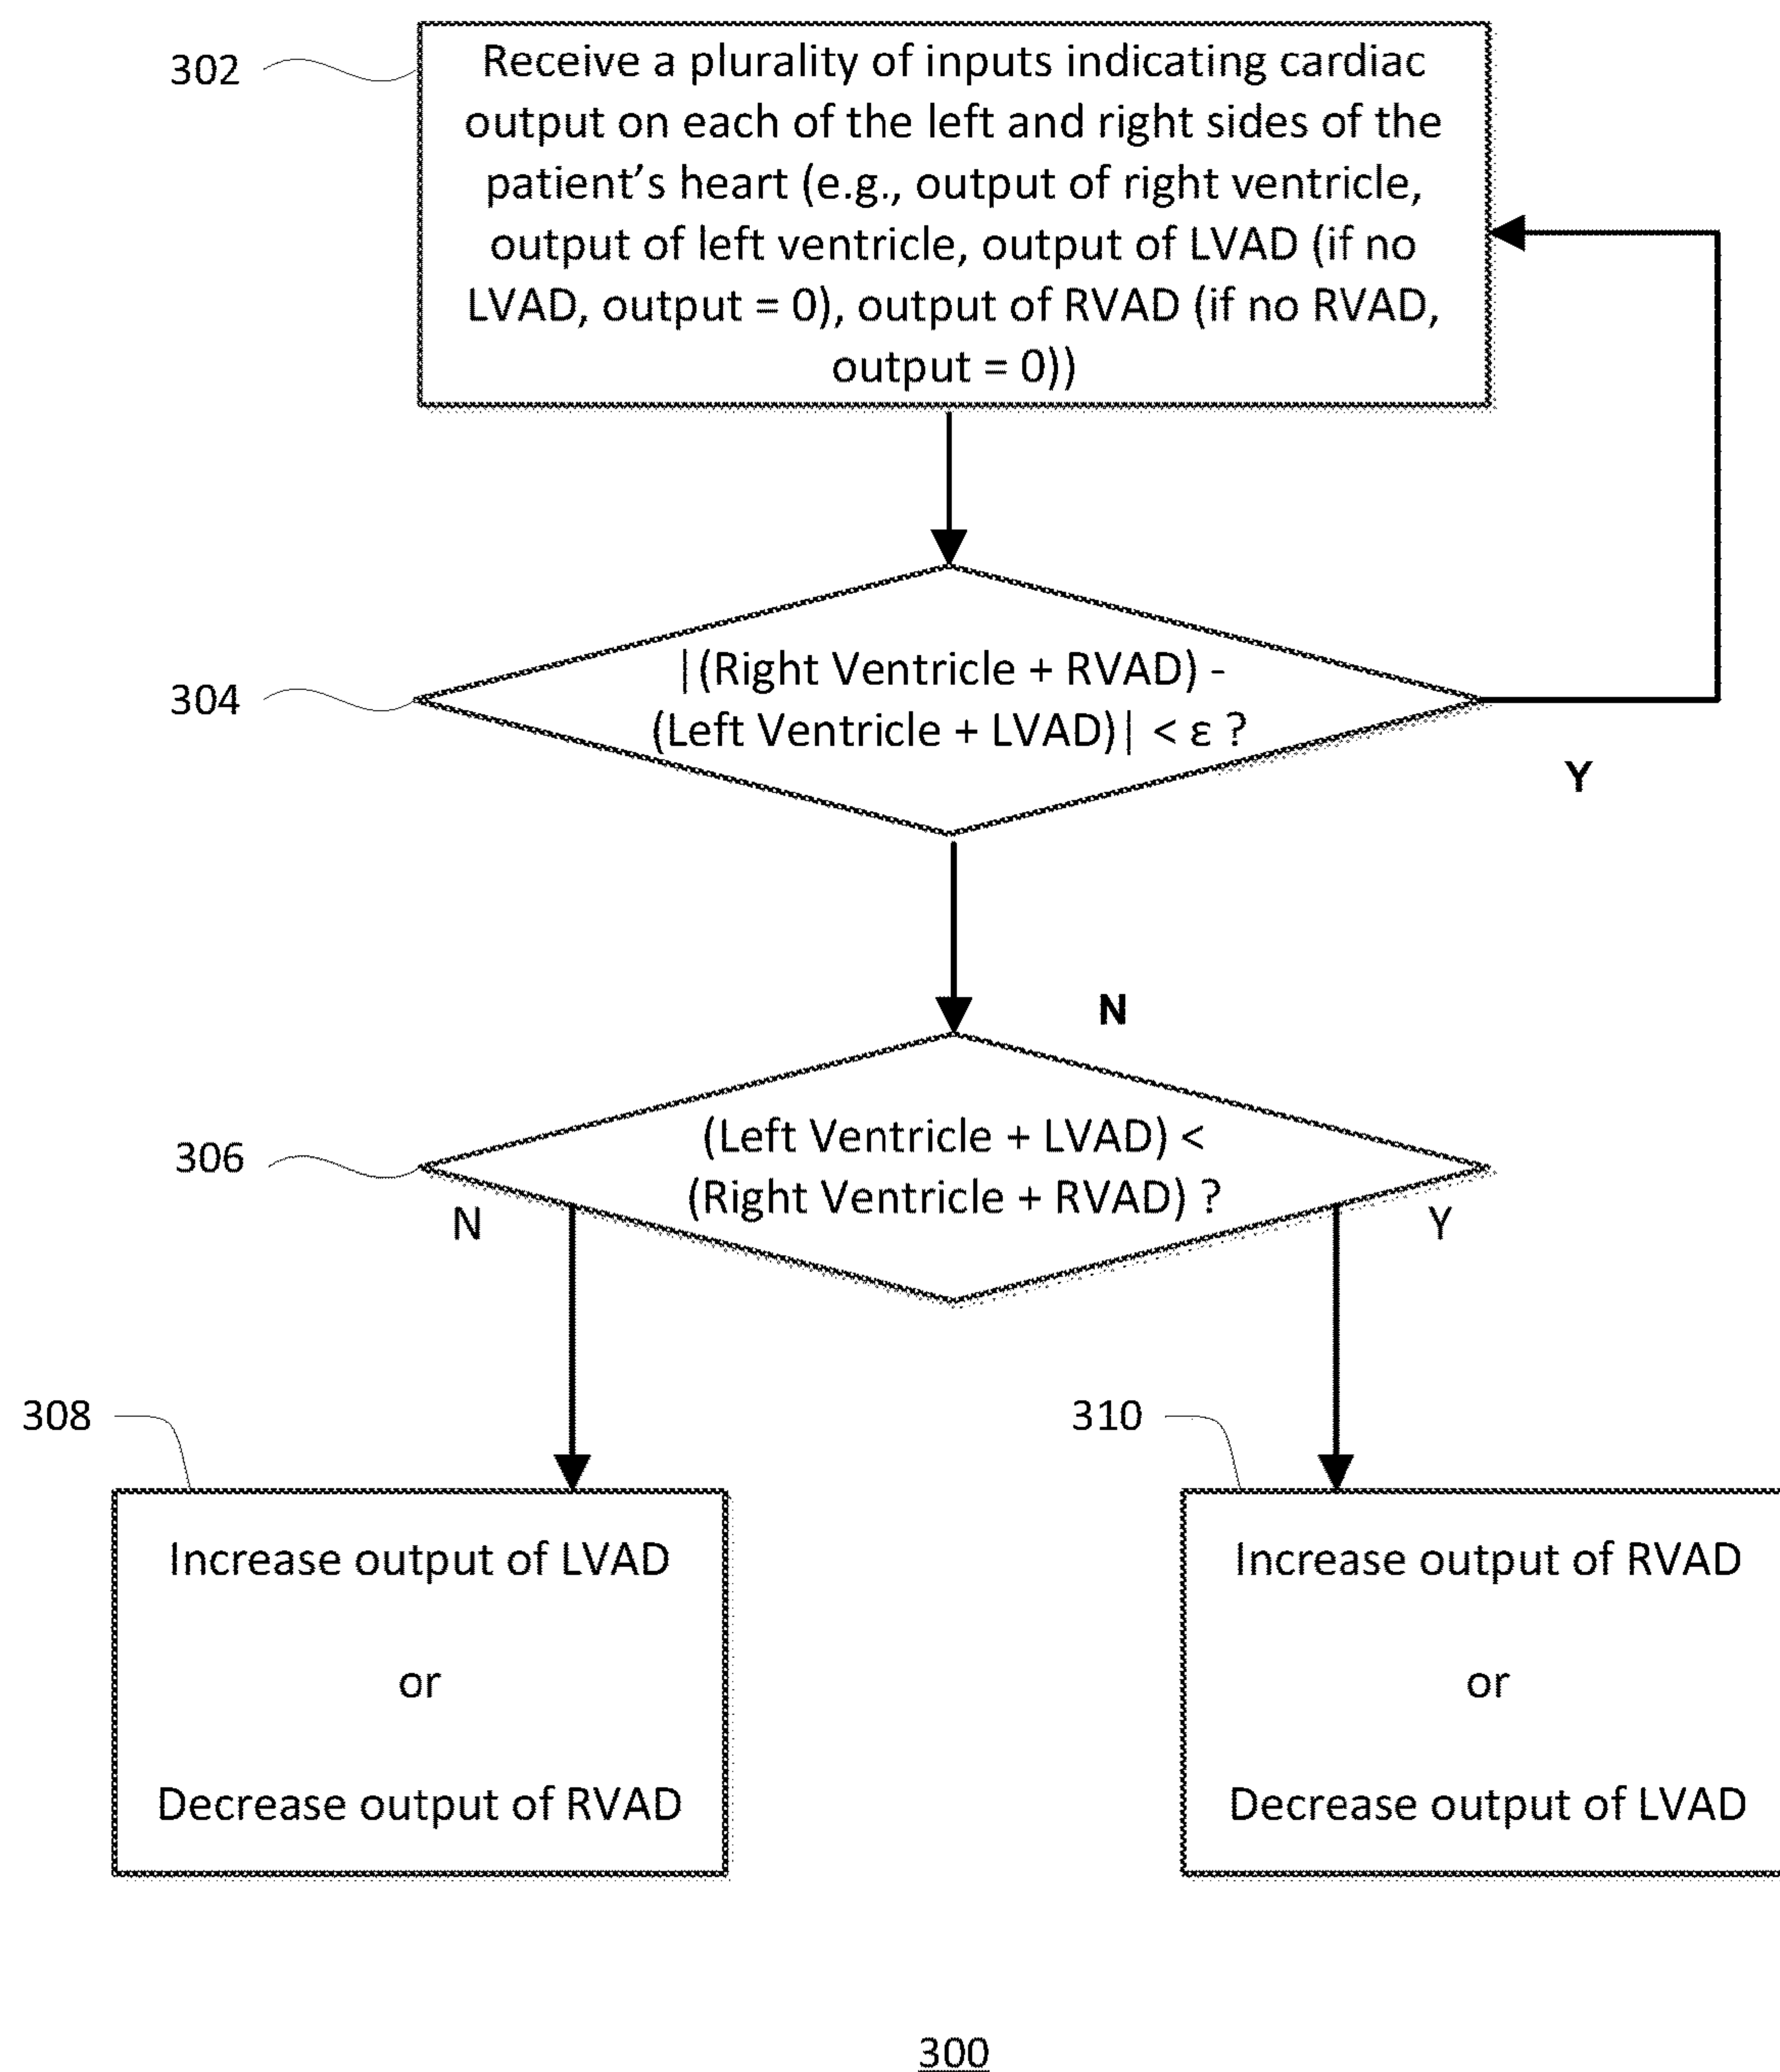 302
Receive a plurality of inputs indicating cardiac
output on each of the left and right sides of the
patient's heart (e.g., output of right ventricle,
output of left ventricle, output of LVAD (if no
LVAD, output = 0), output of RVAD (if no RVAD,
output = 0))
304
|(Right Ventricle + RVAD) -
(Left Ventricle + LVAD)| < ε ?
Y
N
306
(Left Ventricle + LVAD) <
(Right Ventricle + RVAD) ?
N
Y
308
310
Increase output of LVAD
or
Decrease output of RVAD
Increase output of RVAD
or
Decrease output of LVAD
300